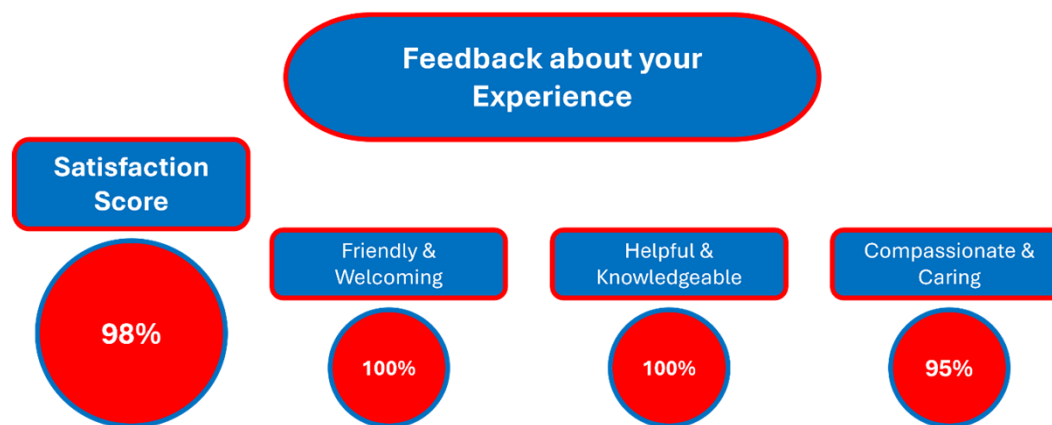 Feedback about your
Experience
Satisfaction
Score
98%
Friendly &
Welcoming
100%
Helpful &
Knowledgeable
100%
Compassionate &
Caring
95%